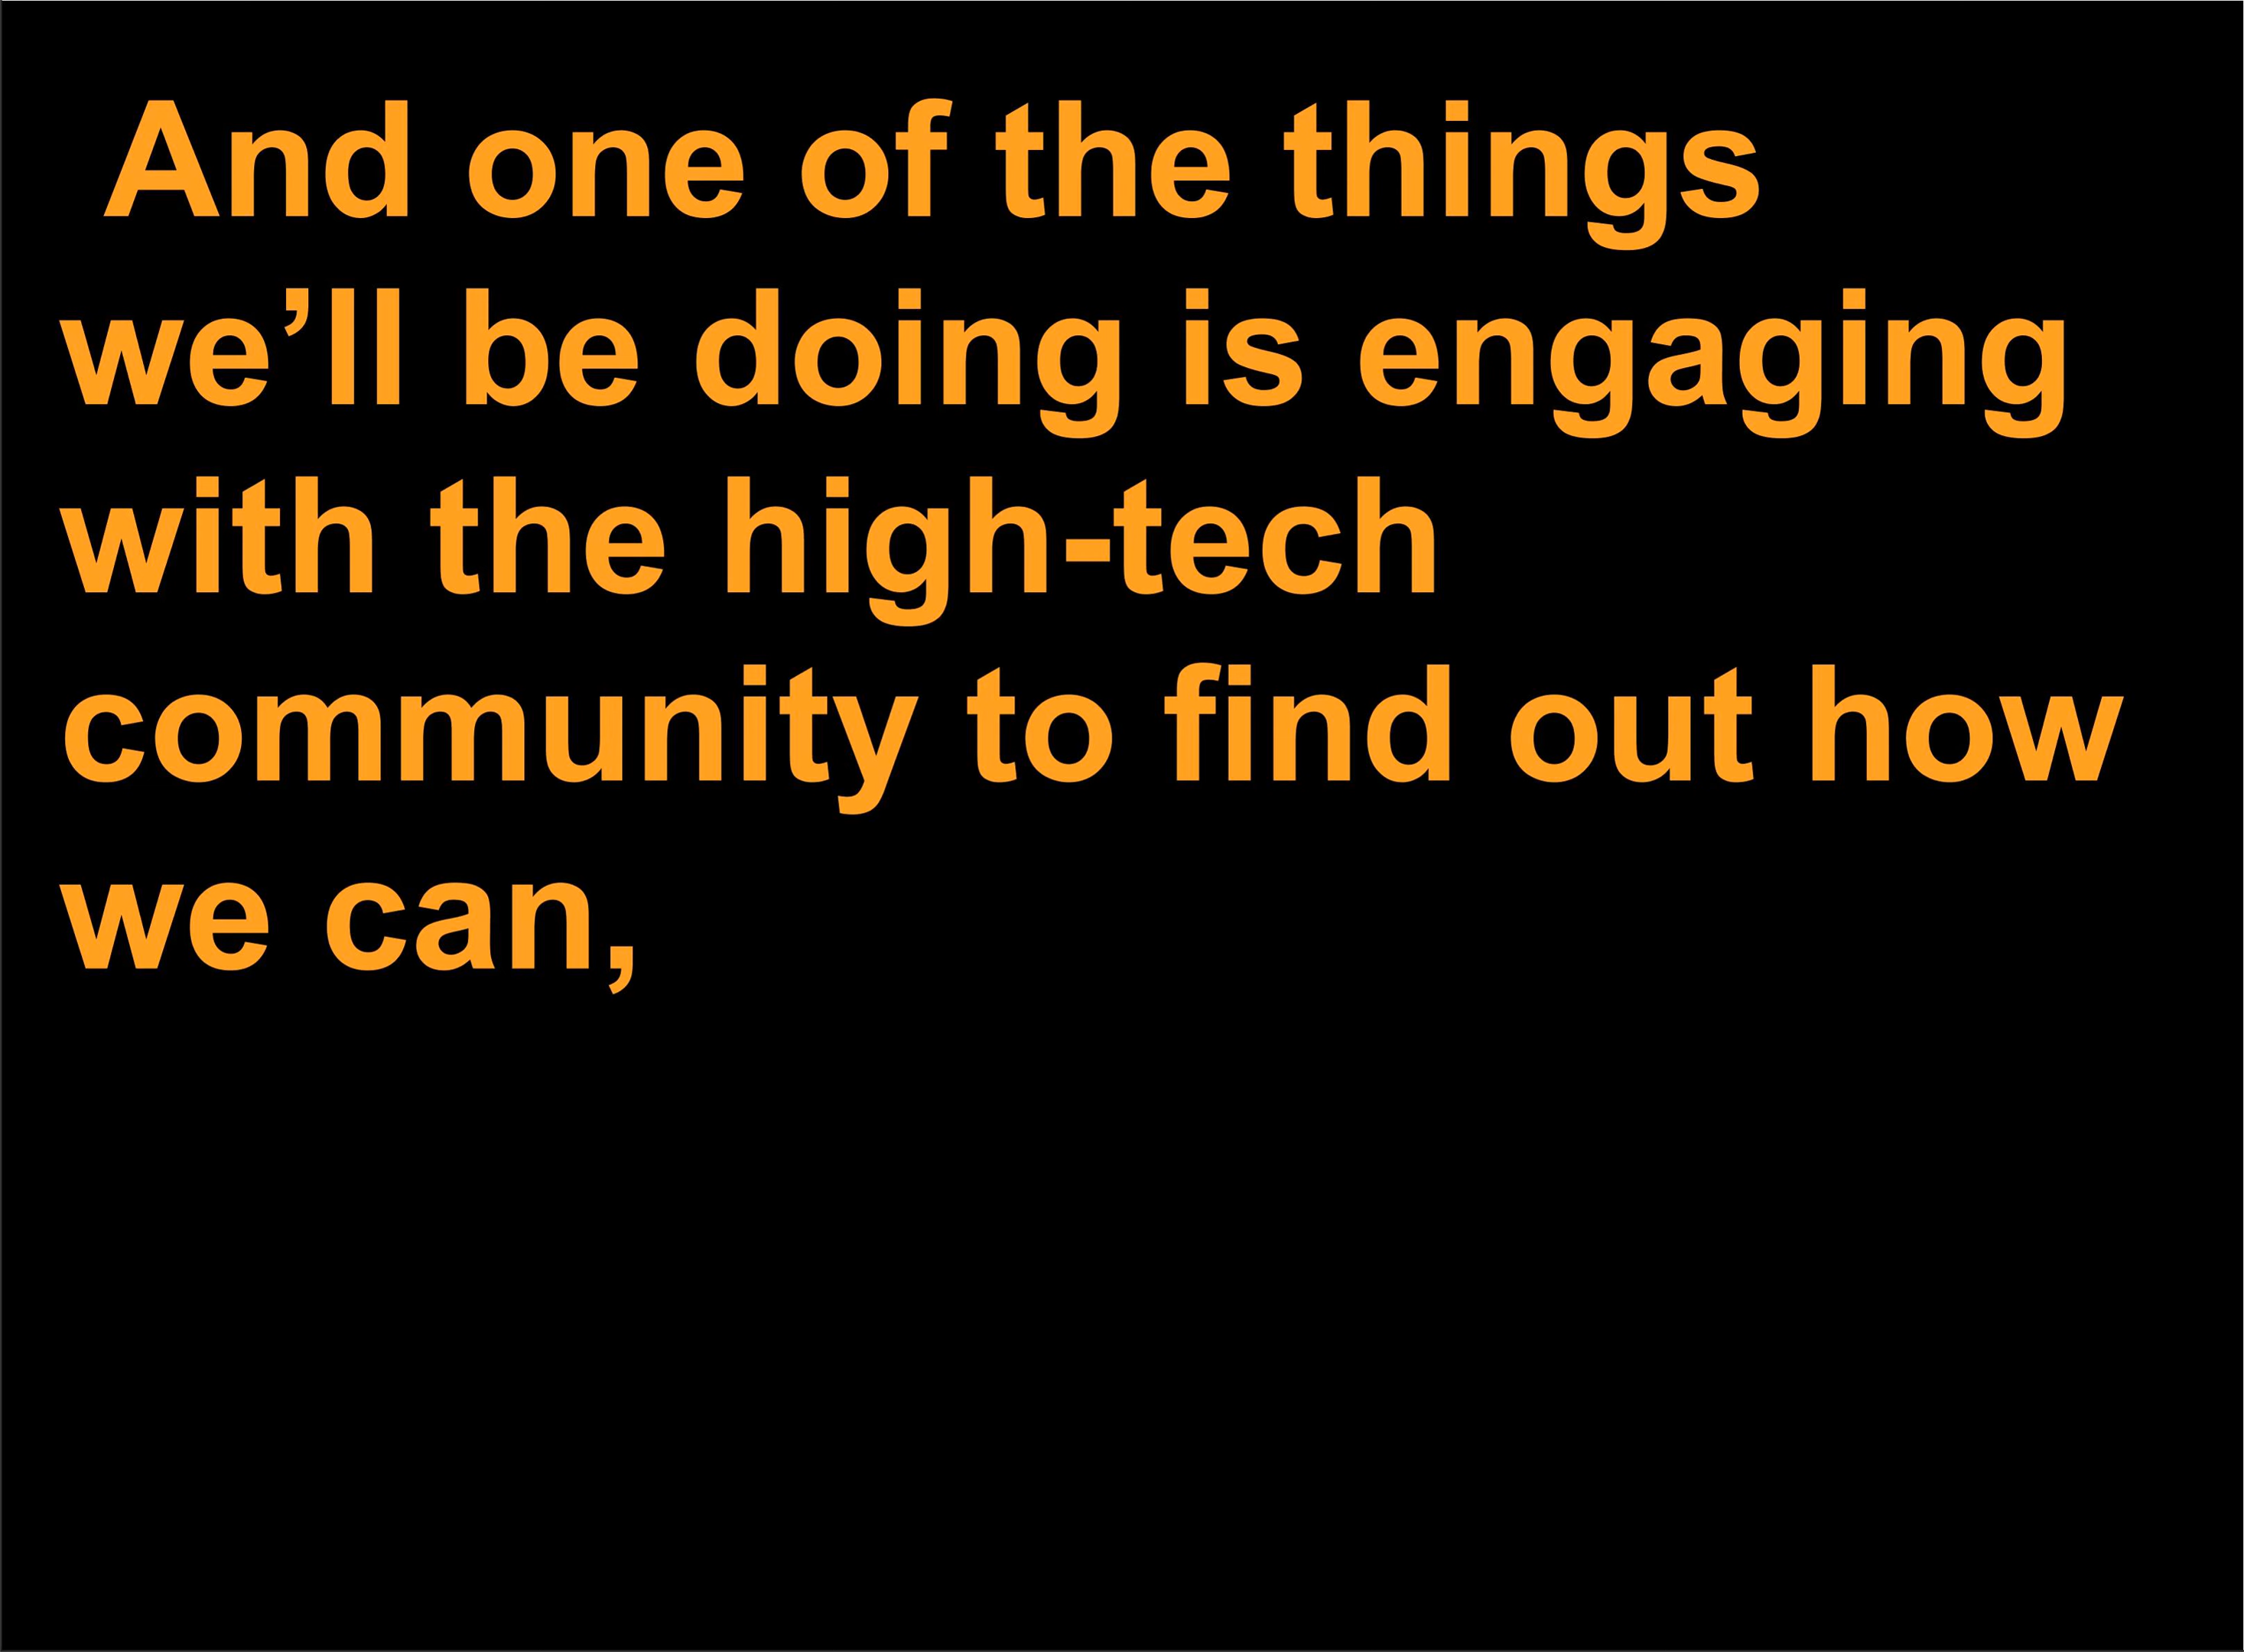 And one of the things
we’ll be doing is engaging
with the high-tech
community to find out how
we can,